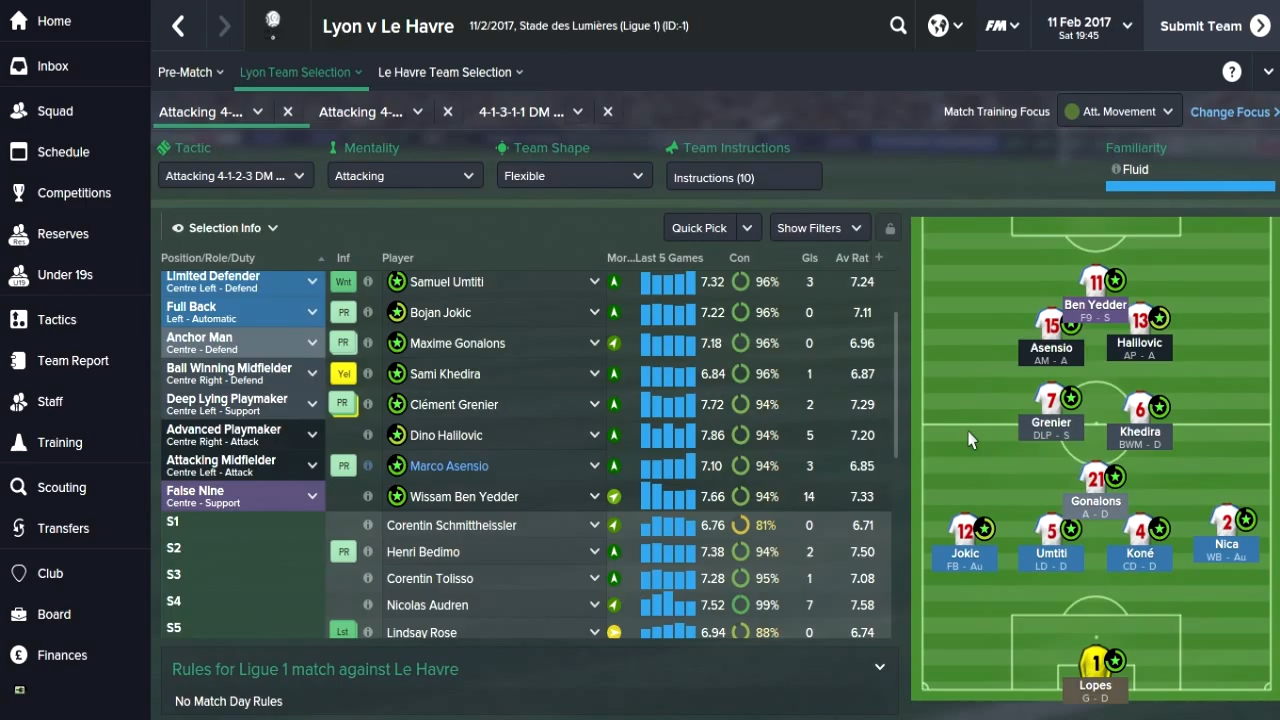 Home
Inbox
Squad
Schedule
Competitions
Res
Reserves
U19
Under 19s
Tactics
Team Report
Staff
Training
Scouting
Transfers
Club
Board
£ Finances
Lyon v Le Havre
11/2/2017, Stade des Lumières (Ligue 1) (ID:-1)
FM
11 Feb 2017
Sat 19:45
Submit Team
Pre-Match
Lyon Team Selection
Le Havre Team Selection
?
Attacking 4-...
Attacking 4-...
4-1-3-1-1 DM ...
Match Training Focus
Att. Movement
Change Focus
Tactic
Mentality
Team Shape
Team Instructions
Familiarity
Attacking 4-1-2-3 DM ...
Attacking
Flexible
Instructions (10)
Fluid
Selection Info
Quick Pick
Show Filters
Position/Role/Duty Inf Player Mor... Last 5 Games Con Gls Av Rat +
Limited Defender
Centre Left - Defend
Wnt Samuel Umtiti 7.32 96% 3 7.24
Full Back
Left - Automatic
PR Bojan Jokic 7.22 96% 0 7.11
Anchor Man
Centre - Defend
PR Maxime Gonalons 7.18 96% 0 6.96
Ball Winning Midfielder
Centre Right - Defend
Yel Sami Khedira 6.84 96% 1 6.87
Deep Lying Playmaker
Centre Left - Support
PR Clément Grenier 7.72 94% 2 7.29
Advanced Playmaker
Centre Right - Attack
Dino Halilovic 7.86 94% 5 7.20
Attacking Midfielder
Centre Left - Attack
PR Marco Asensio 7.10 94% 3 6.85
False Nine
Centre - Support
Wissam Ben Yedder 7.66 94% 14 7.33
S1 Corentin Schmittheissler 6.76 81% 0 6.71
S2 PR Henri Bedimo 7.38 94% 2 7.50
S3 Corentin Tolisso 7.28 95% 1 7.08
S4 Nicolas Audren 7.52 99% 7 7.58
S5 Lst Lindsay Rose 6.94 88% 0 6.74
Rules for Ligue 1 match against Le Havre
No Match Day Rules
11
Ben Yedder
F9 - S
15
Asensio
AM - A
13
Halilovic
AP - A
7
Grenier
DLP - S
6
Khedira
BWM - D
21
Gonalons
A - D
12
Jokic
FB - Au
5
Umtiti
LD - D
4
Koné
CD - D
2
Nica
WB - Au
1
Lopes
G - D